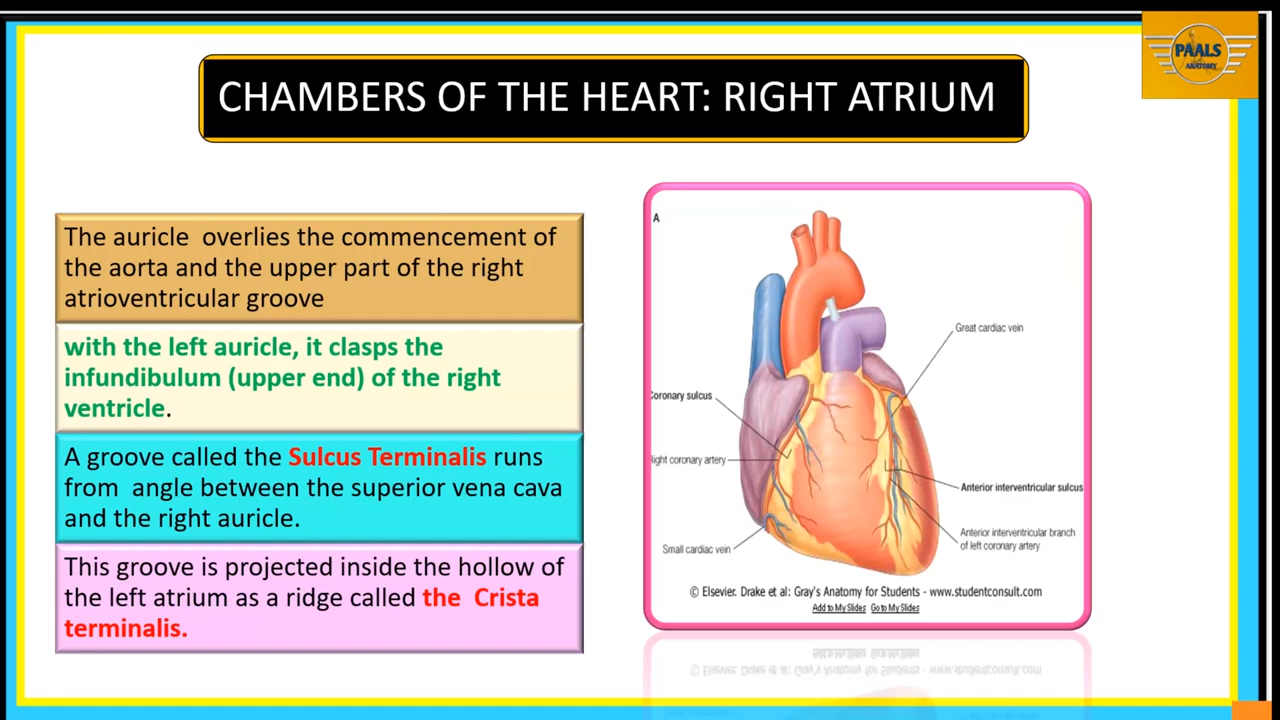 PAALS
ANATOMY
CHAMBERS OF THE HEART: RIGHT ATRIUM
The auricle overlies the commencement of
the aorta and the upper part of the right
atrioventricular groove
with the left auricle, it clasps the
infundibulum (upper end) of the right
ventricle.
A groove called the Sulcus Terminalis runs
from angle between the superior vena cava
and the right auricle.
This groove is projected inside the hollow of
the left atrium as a ridge called the Crista
terminalis.
A
Great cardiac vein
Coronary sulcus
right coronary artery
Anterior interventricular sulcus
Anterior interventricular branch
of left coronary artery
Small cardiac vein
© Elsevier. Drake et al: Gray's Anatomy for Students - www.studentconsult.com
Add to My Slides Go to My Slides